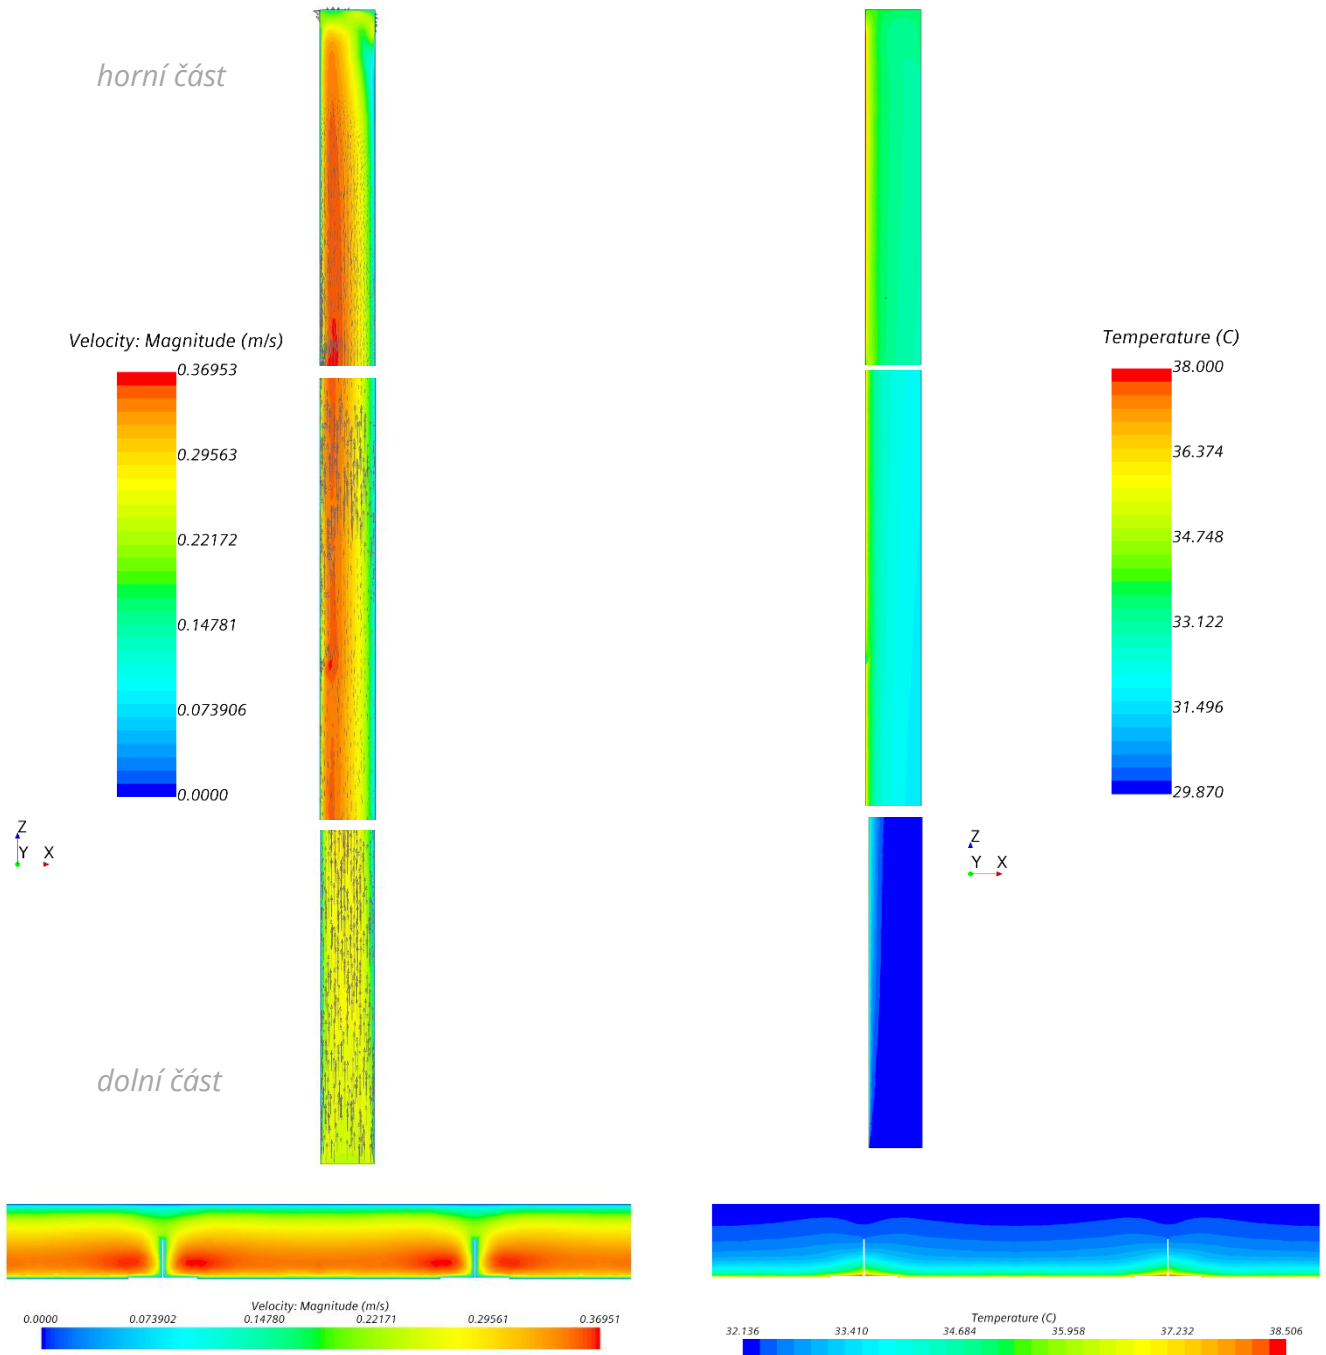 horní část
Velocity: Magnitude (m/s)
0.36953
0.29563
0.22172
0.14781
0.073906
0.0000
Z
Y X
Temperature (C)
38.000
36.374
34.748
33.122
31.496
29.870
Z
Y X
dolní část
Velocity: Magnitude (m/s)
0.0000 0.073902 0.14780 0.22171 0.29561 0.36951
Temperature (C)
32.136 33.410 34.684 35.958 37.232 38.506